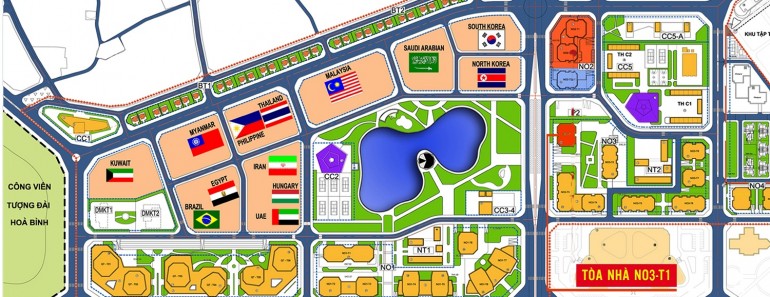 BT2
SOUTH KOREA
CC5-A
KHU TẬP T
SAUDI ARABIAN
TH C2
CC5
NORTH KOREA
NO2
MALAYSIA
BT1
THAILAND
PHILIPPINE
MYANMAR
TH C1
CC1
P2
KUWAIT
IRAN
CC2
NO3
NT2
CÔNG VIÊN
TƯỢNG ĐÀI
HOÀ BÌNH
EGYPT
HUNGARY
NO4
BRAZIL
UAE
DMKT1
DMKT2
CC3-4
NT1
NO1
TÒA NHÀ NO3-T1